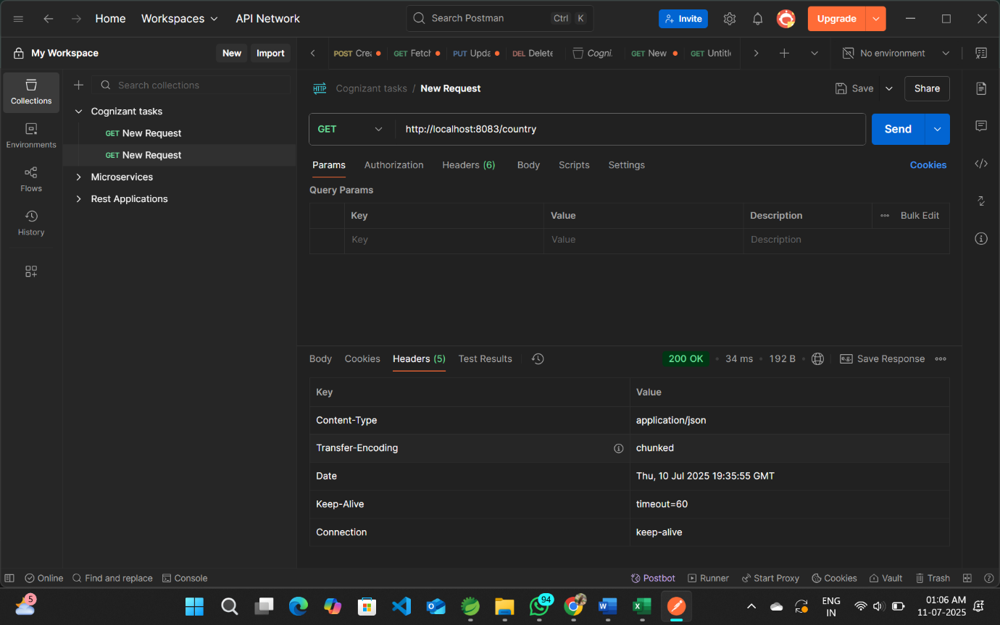 Home Workspaces API Network Search Postman Ctrl K Invite Upgrade
My Workspace New Import POST Crea GET Fetch PUT Upda DEL Delete Cogni. GET New GET Untitl No environment
Collections
Environments
Flows
History
Search collections
Cognizant tasks
GET New Request
GET New Request
Microservices
Rest Applications
HTTP Cognizant tasks / New Request Save Share
GET http://localhost:8083/country Send
Params Authorization Headers (6) Body Scripts Settings Cookies
Query Params
Key Value Description Bulk Edit
Key Value Description
Body Cookies Headers (5) Test Results 200 OK • 34 ms • 192 B • e.g. Save Response
Key Value
Content-Type application/json
Transfer-Encoding chunked
Date Thu, 10 Jul 2025 19:35:55 GMT
Keep-Alive timeout=60
Connection keep-alive
Online Find and replace Console Postbot Runner Start Proxy Cookies Vault Trash
5 94 ENG 01:06 AM
IN 11-07-2025